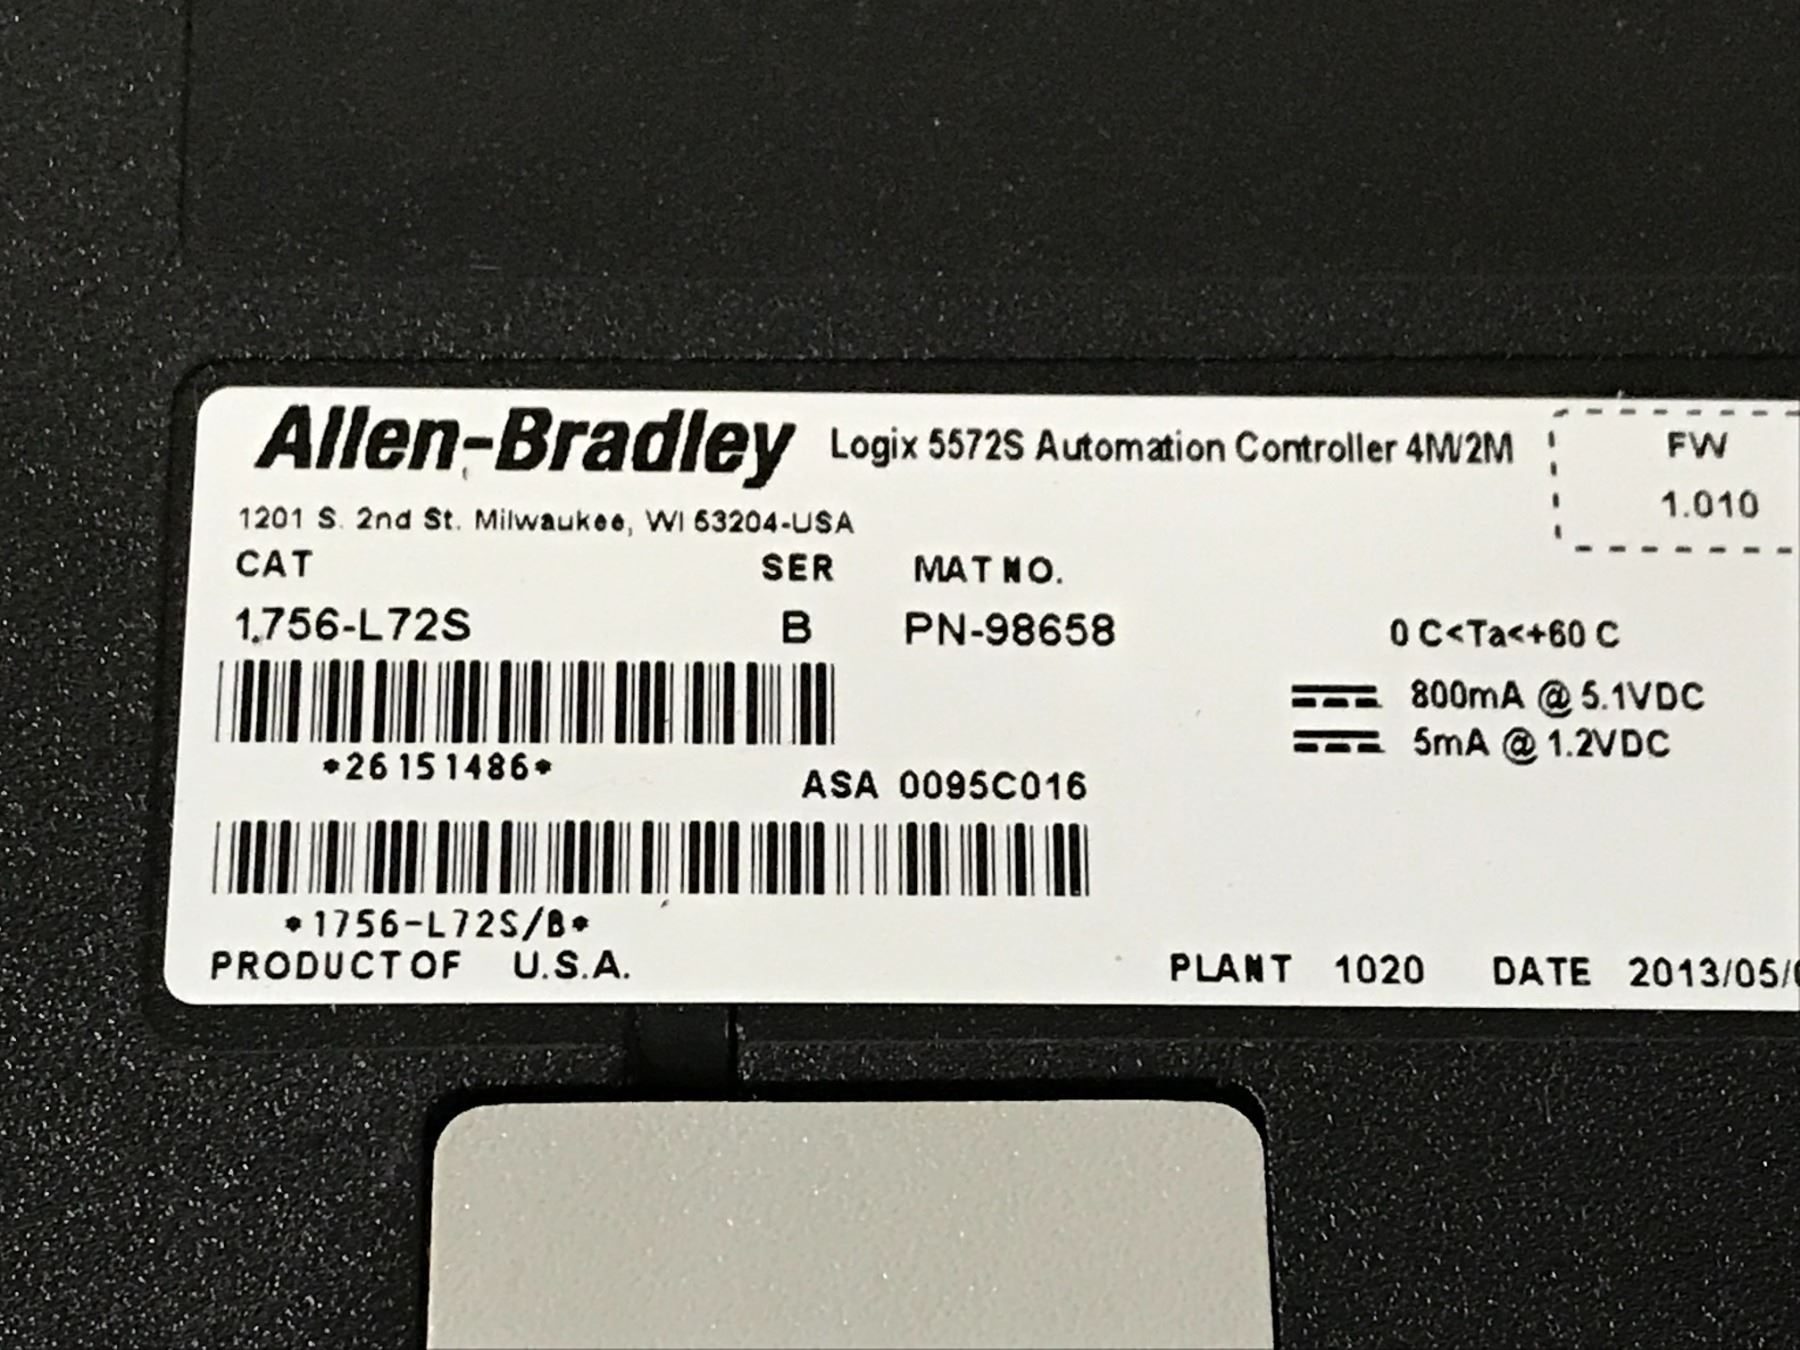 Allen-Bradley Logix 5572S Automation Controller 4M/2M
FW
1.010
1201 S. 2nd St. Milwaukee, WI 53204-USA
CAT SER MAT NO.
1756-L72S B PN-98658
0 C<Ta<+60 C
800mA @ 5.1VDC
5mA @ 1.2VDC
*26151486*
ASA 0095C016
*1756-L72S/B*
PRODUCT OF U.S.A.
PLANT 1020 DATE 2013/05/